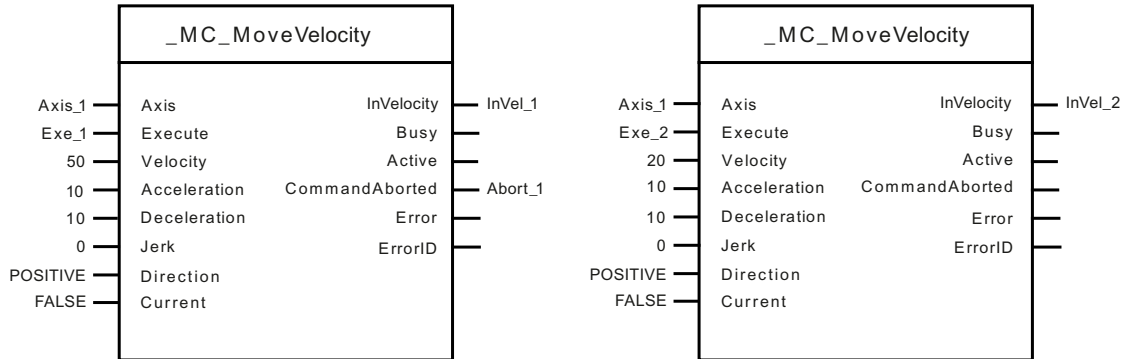 _MC_MoveVelocity
Axis_1 Axis InVelocity InVel_1
Exe_1 Execute Busy
50 Velocity Active
10 Acceleration CommandAborted Abort_1
10 Deceleration Error
0 Jerk ErrorID
POSITIVE Direction
FALSE Current
_MC_MoveVelocity
Axis_1 Axis InVelocity InVel_2
Exe_2 Execute Busy
20 Velocity Active
10 Acceleration CommandAborted
10 Deceleration Error
0 Jerk ErrorID
POSITIVE Direction
FALSE Current